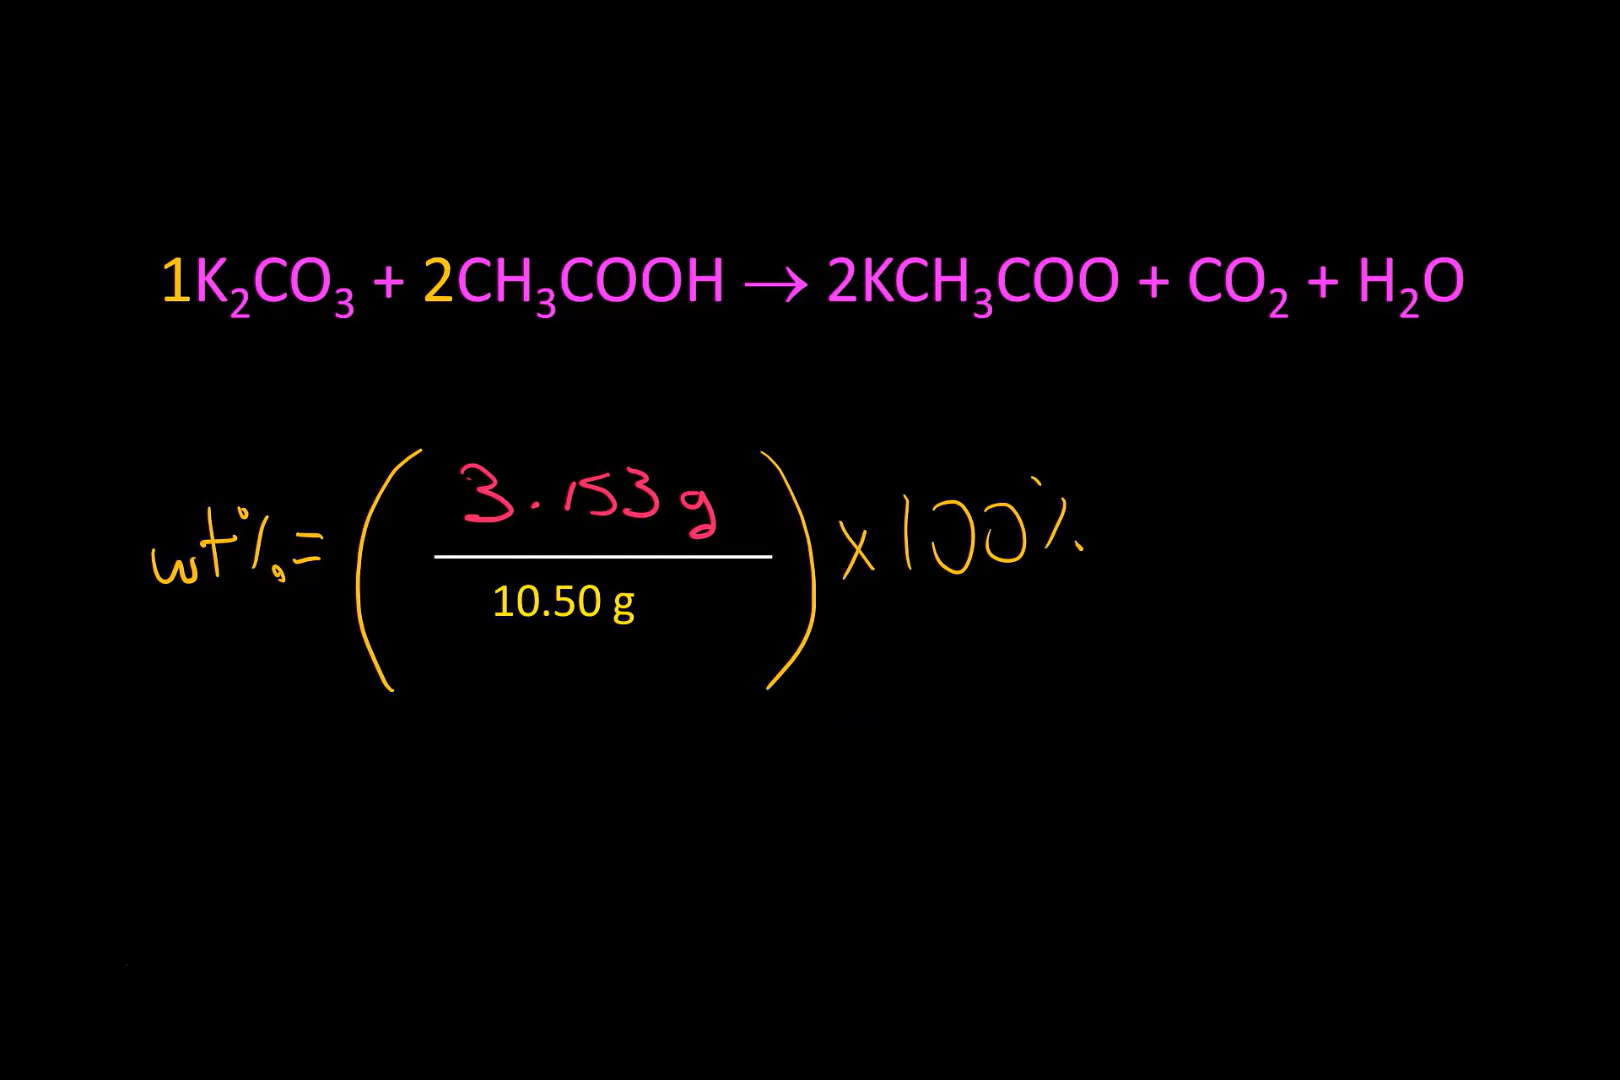 1K₂CO₃ + 2CH₃COOH → 2KCH₃COO + CO₂ + H₂O
wt% = ( 3.153 g / 10.50 g ) x 100%